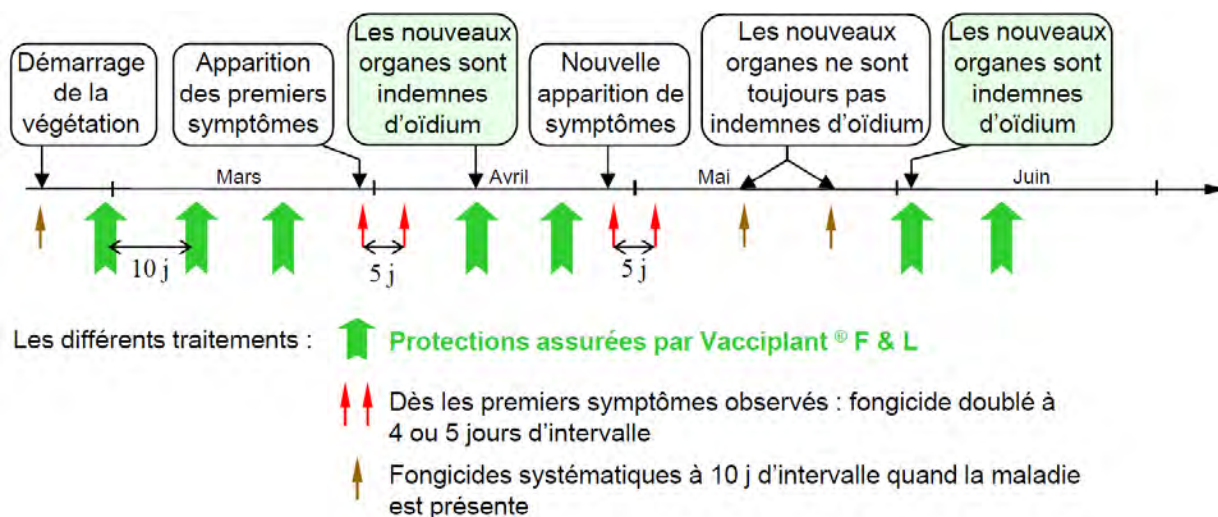 Démarrage
de la
végétation
Apparition
des premiers
symptômes
Les nouveaux
organes sont
indemnes
d'oïdium
Nouvelle
apparition de
symptômes
Les nouveaux
organes ne sont
toujours pas
indemnes d'oïdium
Les nouveaux
organes sont
indemnes
d'oïdium
Mars
Avril
Mai
Juin
10 j
5 j
5 j
Les différents traitements :
Protections assurées par Vacciplant ® F & L
Dès les premiers symptômes observés : fongicide doublé à
4 ou 5 jours d'intervalle
Fongicides systématiques à 10 j d'intervalle quand la maladie
est présente